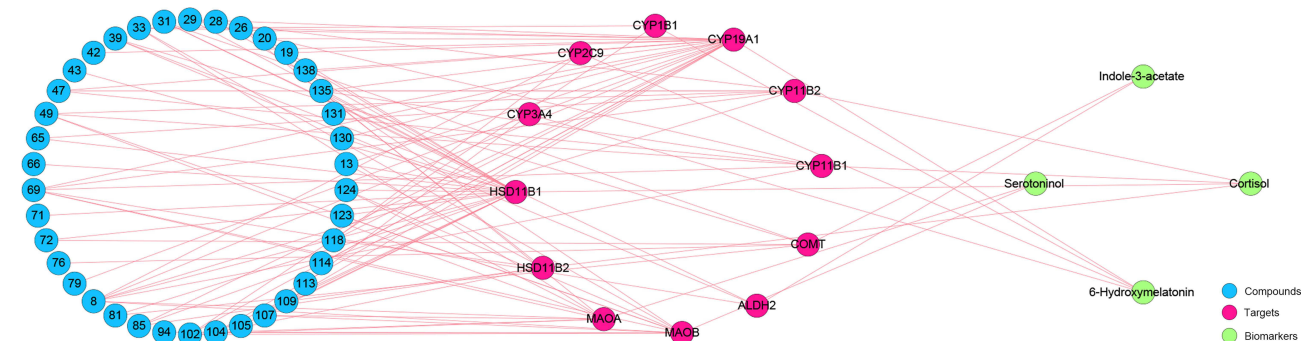 29
28
31
26
33
20
39
19
42
138
43
135
47
131
49
130
65
13
66
124
69
123
71
118
72
114
76
113
79
109
8
107
81
105
85
104
94
102
CYP1B1
CYP19A1
CYP2C9
CYP11B2
CYP3A4
CYP11B1
HSD11B1
COMT
HSD11B2
ALDH2
MAOA
MAOB
Indole-3-acetate
Serotoninol
Cortisol
6-Hydroxymelatonin
Compounds
Targets
Biomarkers